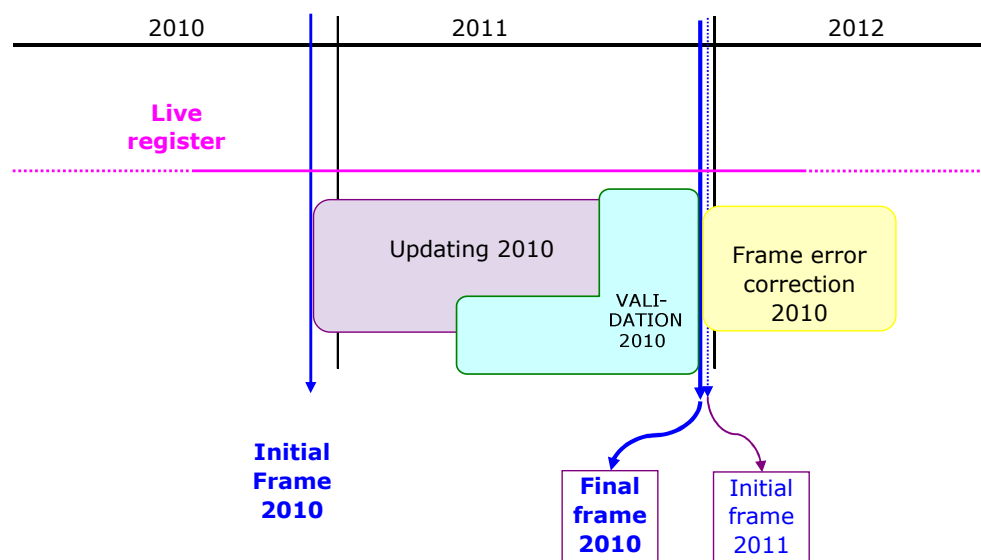 2010
2011
2012
Live
register
Updating 2010
VALI-
DATION
2010
Frame error
correction
2010
Initial
Frame
2010
Final
frame
2010
Initial
frame
2011